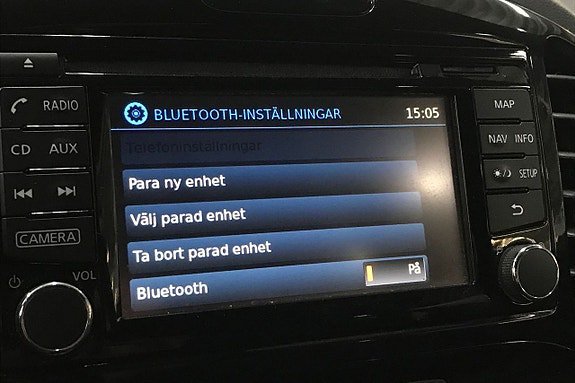 BLUETOOTH-INSTÄLLNINGAR 15:05
Telefoninställningar
Para ny enhet
Välj parad enhet
Ta bort parad enhet
Bluetooth På
RADIO
CD AUX
CAMERA
VOL
MAP
NAV INFO
SETUP